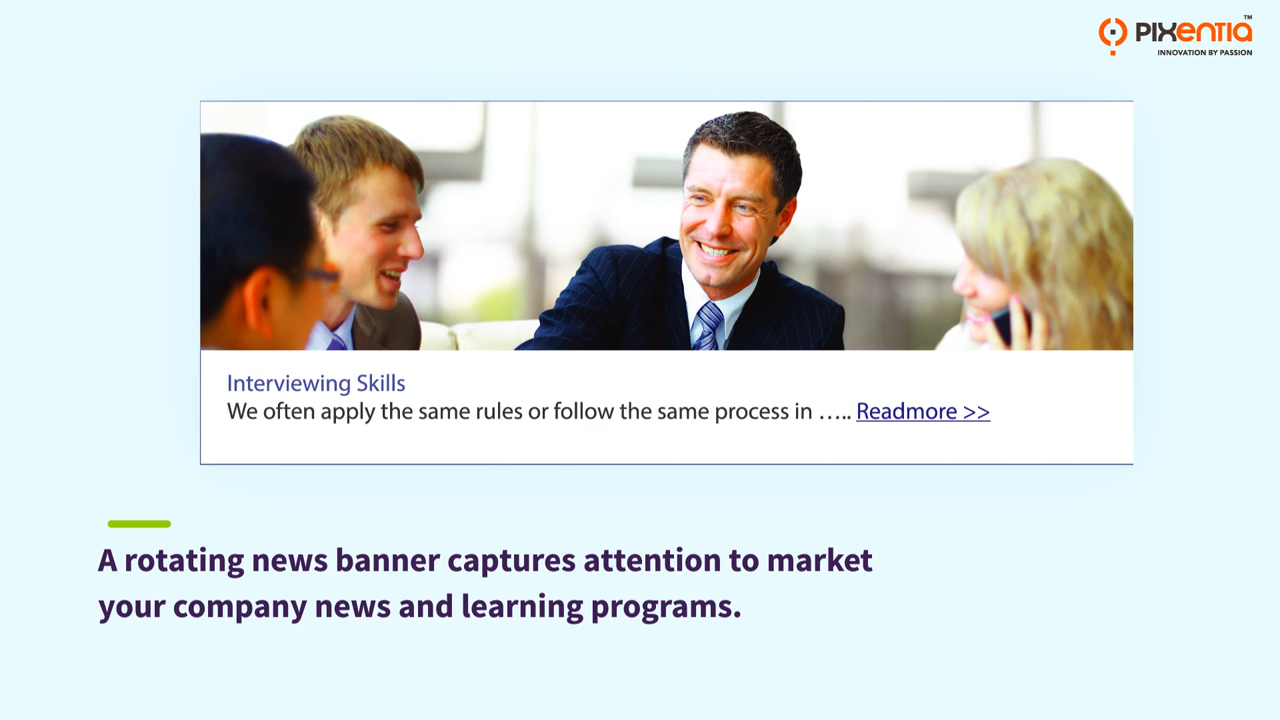 PIXENTIA™
INNOVATION BY PASSION
Interviewing Skills
We often apply the same rules or follow the same process in ….. Readmore >>
A rotating news banner captures attention to market
your company news and learning programs.